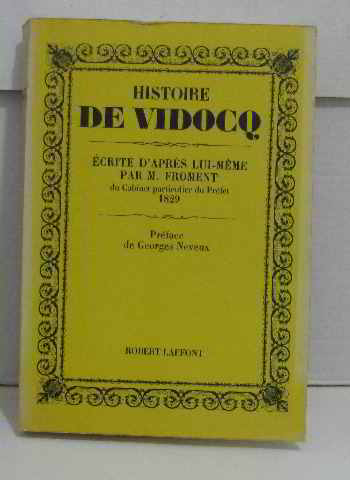 HISTOIRE
DE VIDOCQ
ÉCRITE D'APRÈS LUI-MÊME
PAR M. FROMENT
du Cabinet particulier du Préfet
1829
Préface
de Georges Neveux
ROBERT LAFFONT